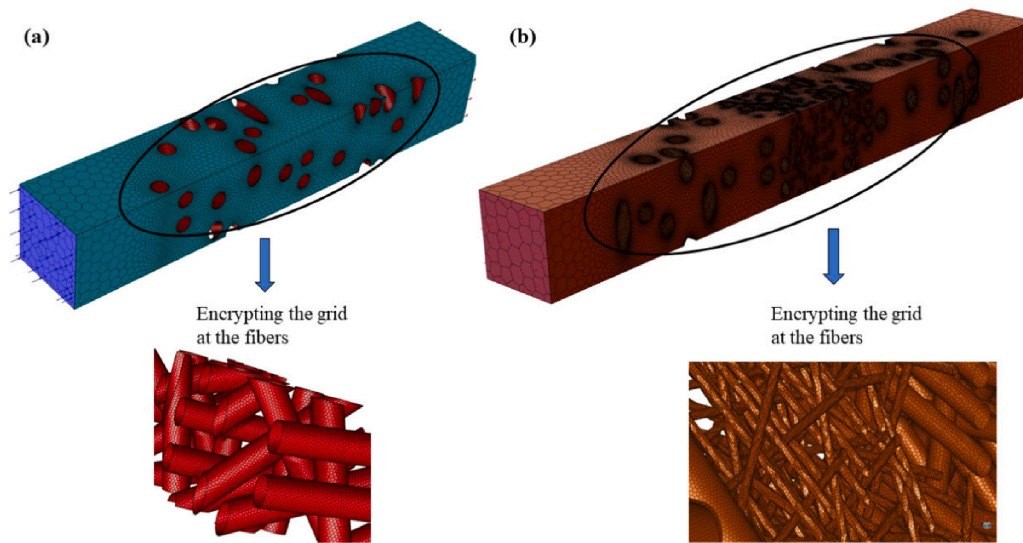 (a)
(b)
Encrypting the grid
at the fibers
Encrypting the grid
at the fibers